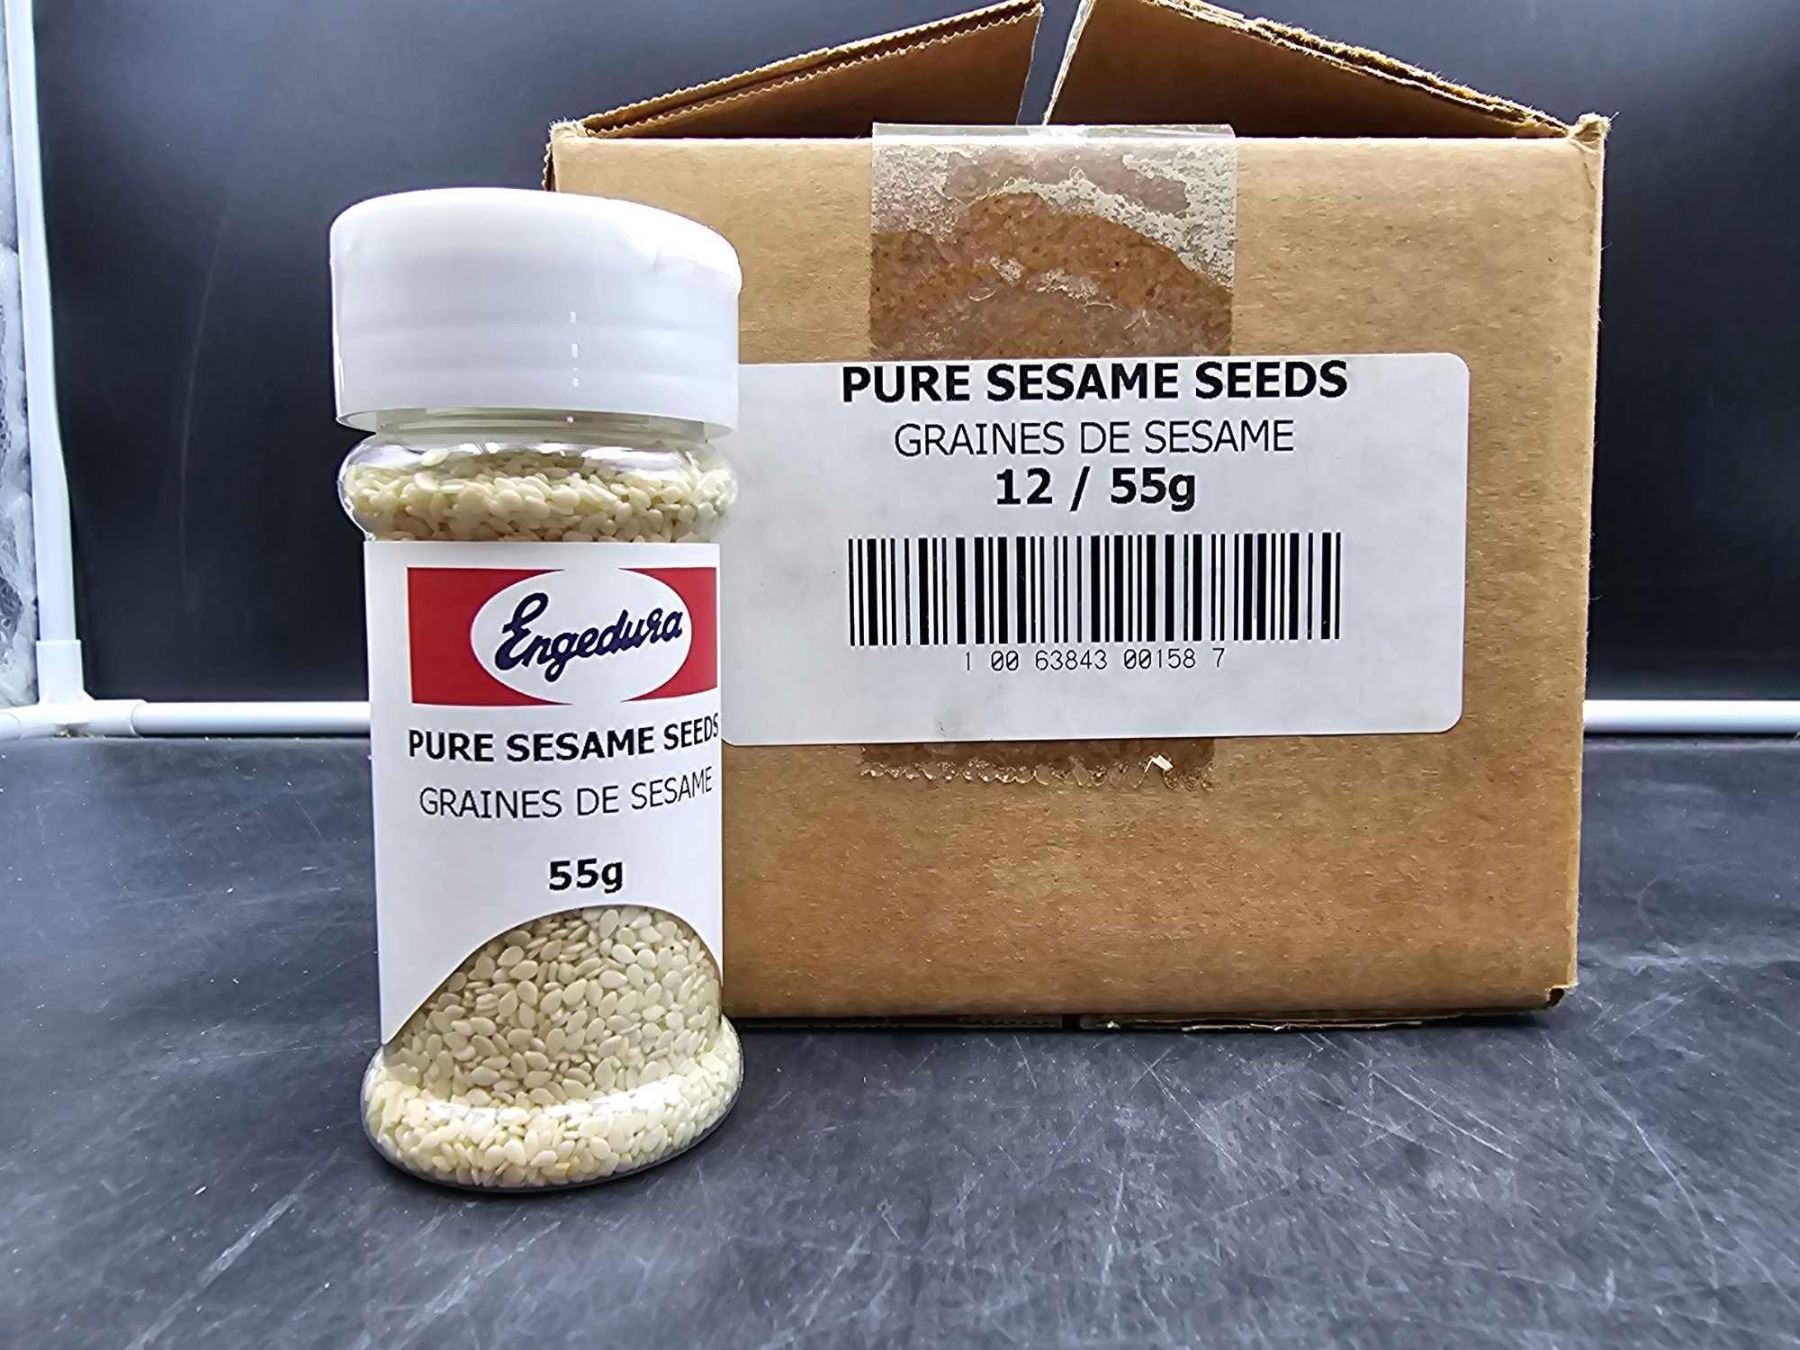 Engedura
PURE SESAME SEEDS
GRAINES DE SESAME
55g
PURE SESAME SEEDS
GRAINES DE SESAME
12 / 55g
1 00 63843 00158 7